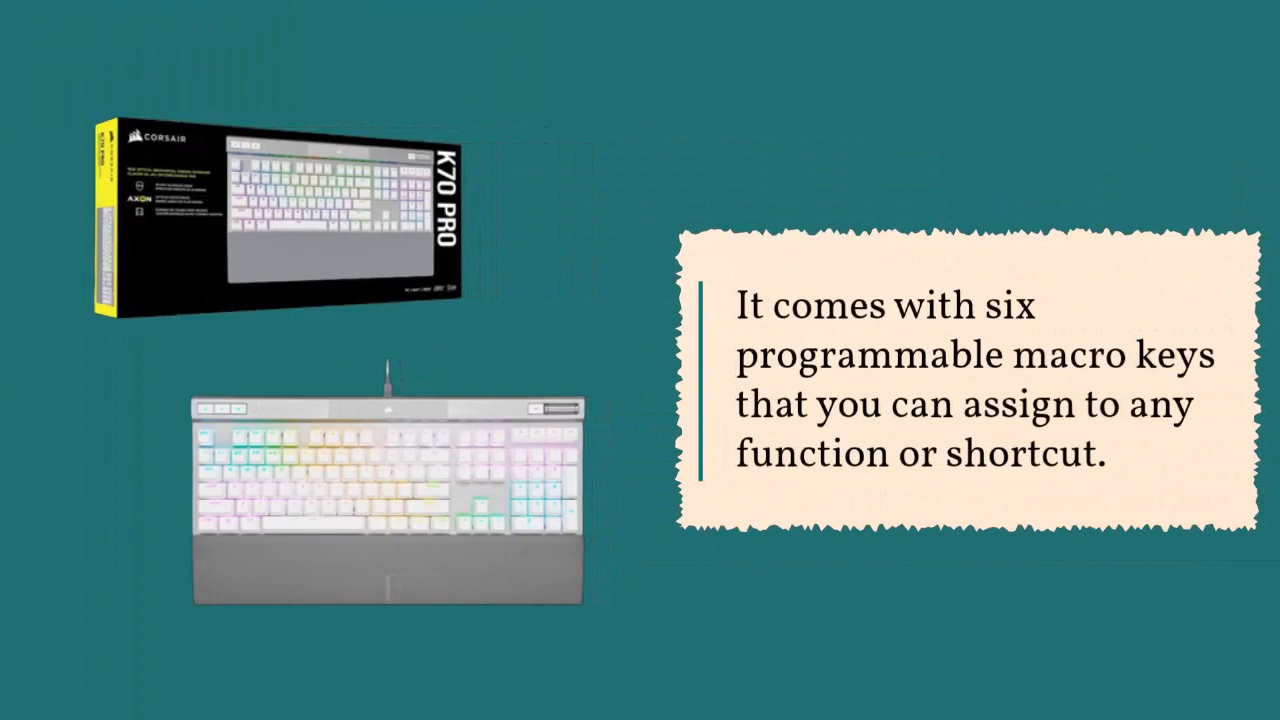 CORSAIR
K70 PRO
AXON
It comes with six
programmable macro keys
that you can assign to any
function or shortcut.